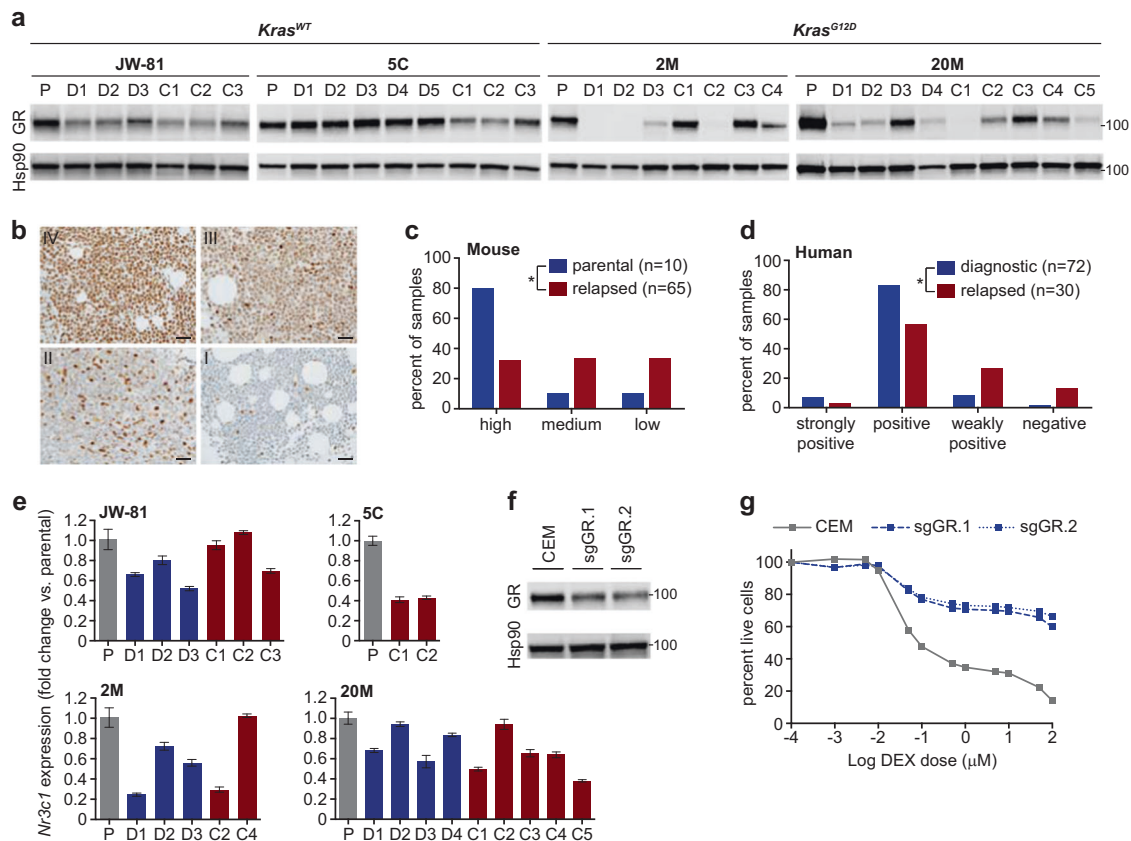 a
Kras^WT Kras^G12D
JW-81 5C 2M 20M
P D1 D2 D3 C1 C2 C3 P D1 D2 D3 D4 D5 C1 C2 C3 P D1 D2 D3 C1 C2 C3 C4 P D1 D2 D3 D4 C1 C2 C3 C4 C5
GR -100
Hsp90 -100
b
IV III
II I
c
Mouse
parental (n=10)
* relapsed (n=65)
percent of samples
80
60
40
20
0
high medium low
d
Human
diagnostic (n=72)
* relapsed (n=30)
percent of samples
100
80
60
40
20
0
strongly positive positive weakly positive negative
e
Nr3c1 expression (fold change vs. parental)
JW-81
1.2
1.0
0.8
0.6
0.4
0.2
0
P D1 D2 D3 C1 C2 C3
5C
1.2
1.0
0.8
0.6
0.4
0.2
0
P C1 C2
2M
1.2
1.0
0.8
0.6
0.4
0.2
0
P D1 D2 D3 C2 C4
20M
1.2
1.0
0.8
0.6
0.4
0.2
0
P D1 D2 D3 D4 C1 C2 C3 C4 C5
f
CEM sgGR.1 sgGR.2
GR -100
Hsp90 -100
g
CEM sgGR.1 sgGR.2
percent live cells
100
80
60
40
20
0
-4 -3 -2 -1 0 1 2
Log DEX dose (μM)